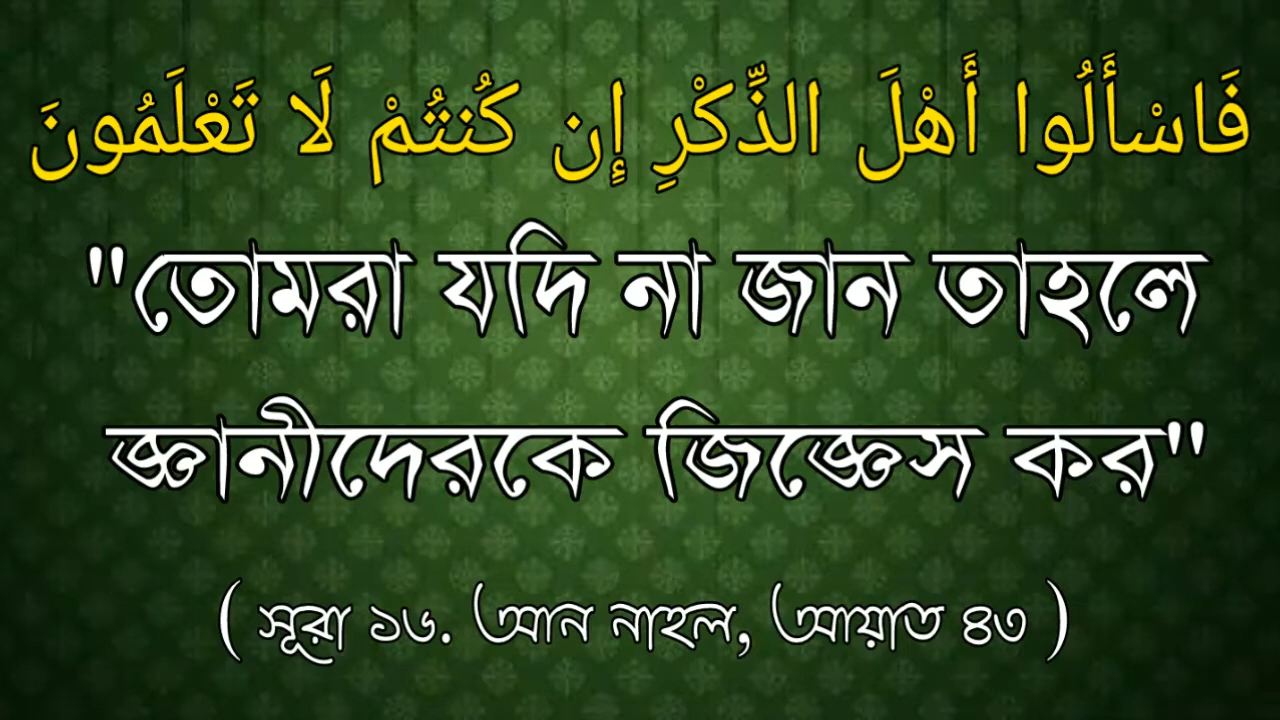 فَاسْأَلُوا أَهْلَ الذِّكْرِ إِن كُنتُمْ لَا تَعْلَمُونَ
"তোমরা যদি না জান তাহলে
জ্ঞানীদেরকে জিজ্ঞেস কর"
( সূরা ১৬. আন নাহল, আয়াত ৪৩ )